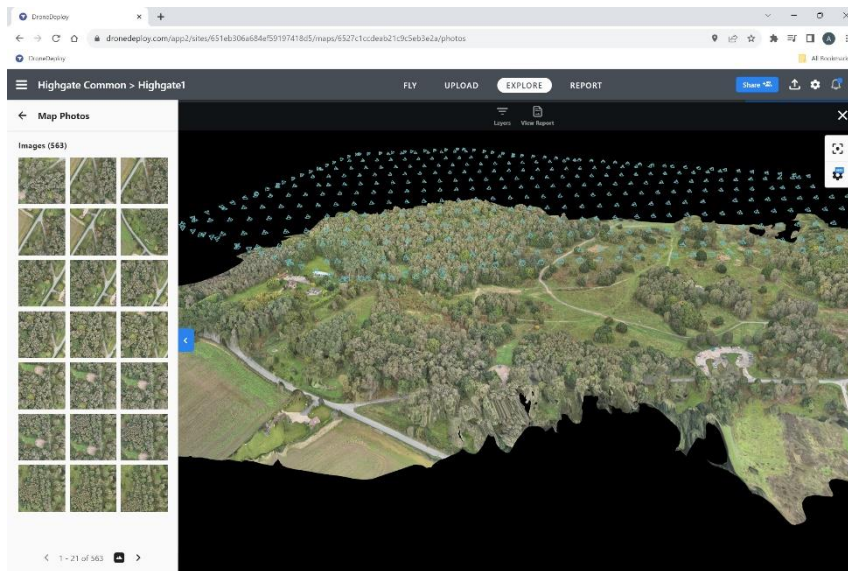 DroneDeploy
dronedeploy.com/app2/sites/651eb306a684ef59197418d5/maps/6527c1ccdeab21c9c5eb3e2a/photos
A
DroneDeploy
All Bookmarks
Highgate Common > Highgate1
FLY
UPLOAD
EXPLORE
REPORT
Share
Map Photos
Layers
View Report
Images (563)
1 - 21 of 563